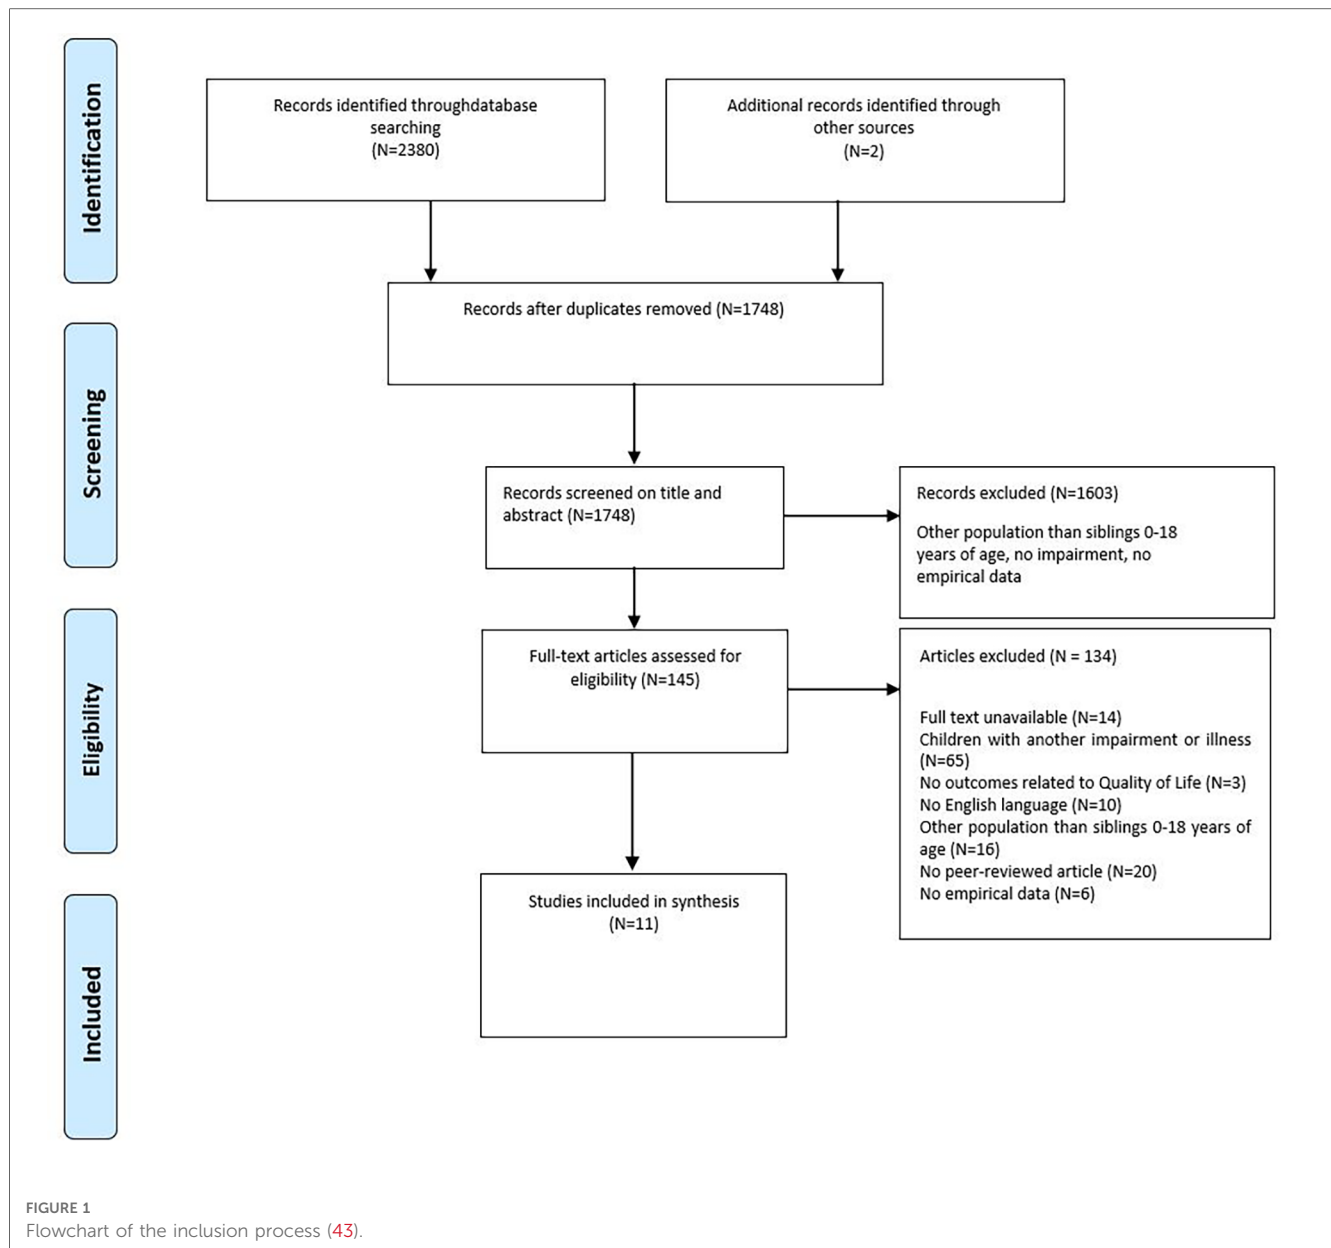 Identification
Records identified throughdatabase
searching
(N=2380)
Additional records identified through
other sources
(N=2)
Records after duplicates removed (N=1748)
Screening
Records screened on title and
abstract (N=1748)
Records excluded (N=1603)
Other population than siblings 0-18
years of age, no impairment, no
empirical data
Eligibility
Full-text articles assessed for
eligibility (N=145)
Articles excluded (N = 134)
Full text unavailable (N=14)
Children with another impairment or illness
(N=65)
No outcomes related to Quality of Life (N=3)
No English language (N=10)
Other population than siblings 0-18 years of
age (N=16)
No peer-reviewed article (N=20)
No empirical data (N=6)
Included
Studies included in synthesis
(N=11)
FIGURE 1
Flowchart of the inclusion process (43).